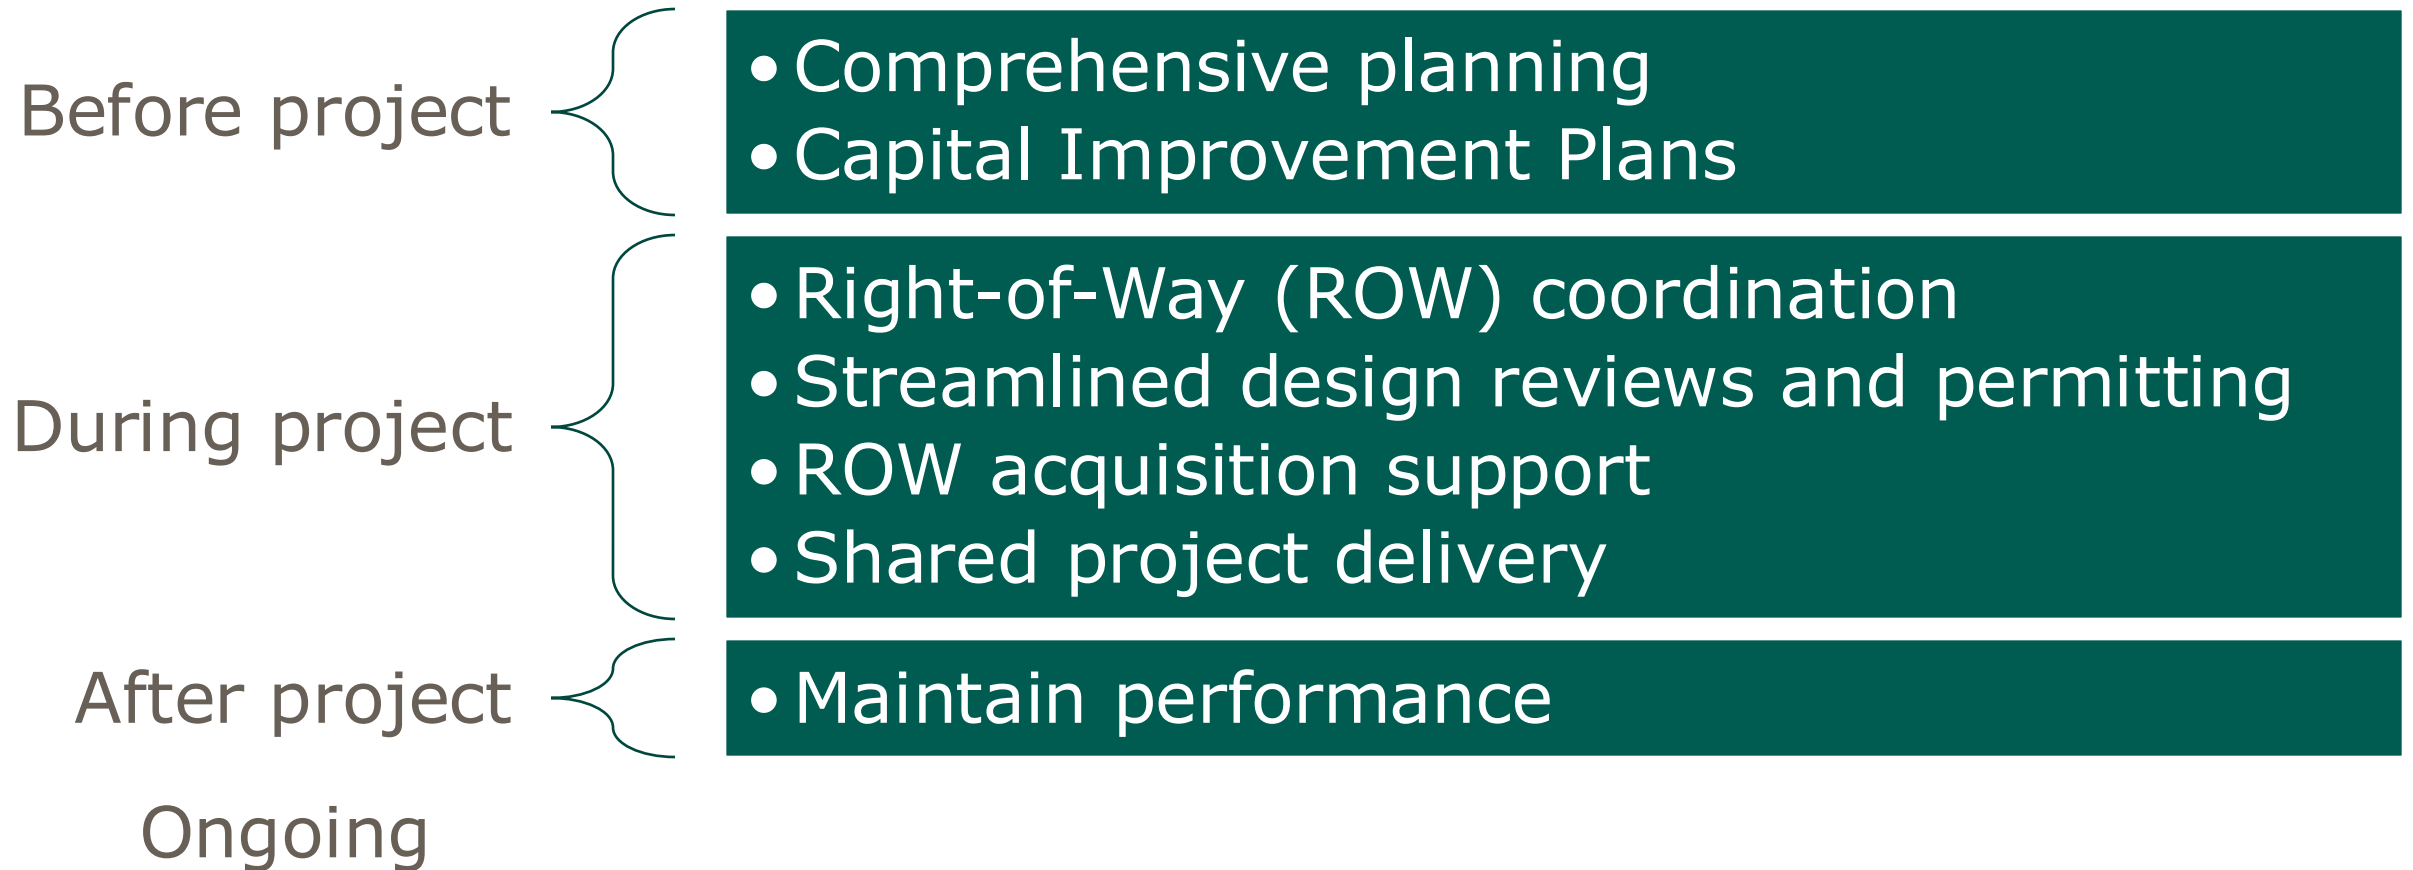 Before project
• Comprehensive planning
• Capital Improvement Plans
During project
• Right-of-Way (ROW) coordination
• Streamlined design reviews and permitting
• ROW acquisition support
• Shared project delivery
After project
• Maintain performance
Ongoing